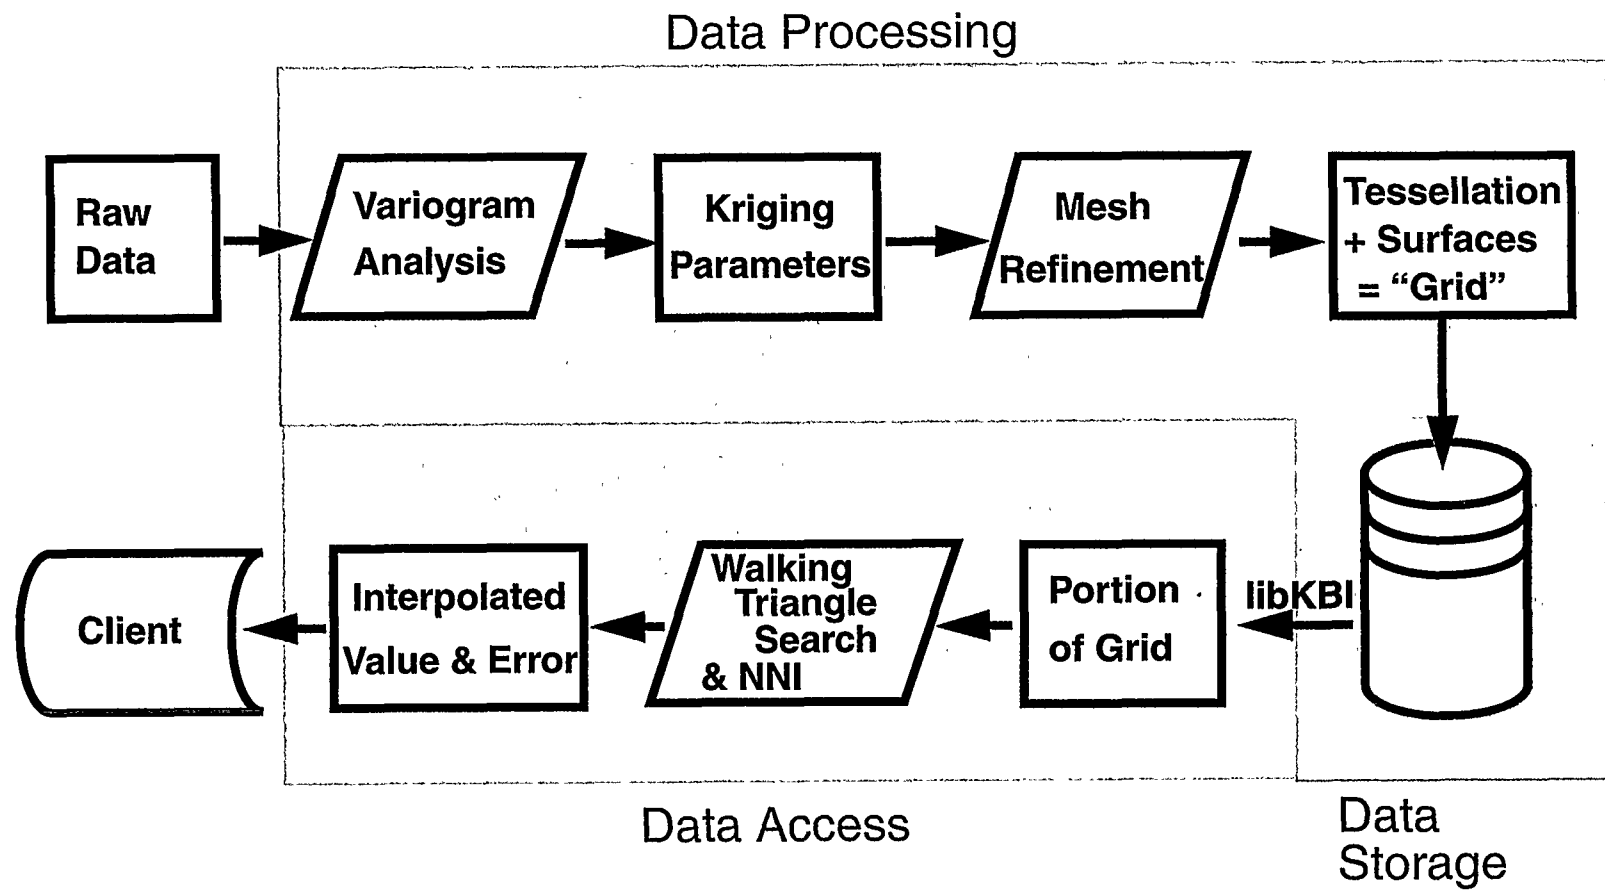 Data Processing
Raw
Data
Variogram
Analysis
Kriging
Parameters
Mesh
Refinement
Tessellation
+ Surfaces
= “Grid”
Client
Interpolated
Value & Error
Walking
Triangle
Search
& NNI
Portion
of Grid
libKBI
Data Access
Data
Storage